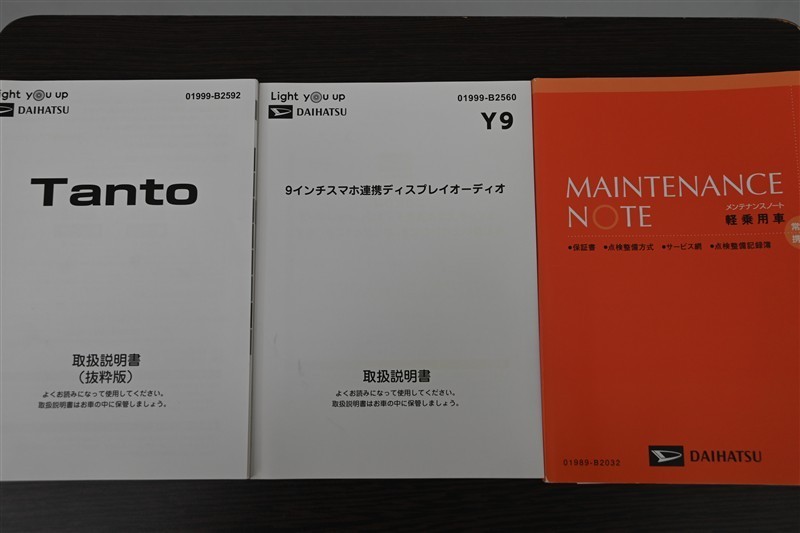 Light you up
DAIHATSU
01999-B2592
Tanto
取扱説明書
（抜粋版）
よくお読みになって使用してください。
取扱説明書はお車の中に保管しましょう。
Light you up
DAIHATSU
01999-B2560
Y9
9インチスマホ連携ディスプレイオーディオ
取扱説明書
よくお読みになって使用してください。
取扱説明書はお車の中に保管しましょう。
MAINTENANCE
NOTE
メンテナンスノート
軽乗用車
常
携
●保証書 ●点検整備方式 ●サービス網 ●点検整備記録簿
01989-B2032
DAIHATSU